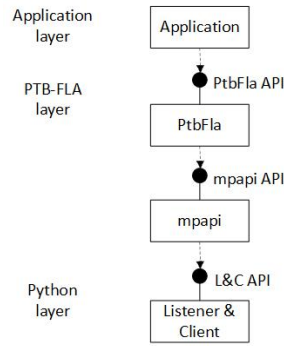 Application
layer
Application
PtbFla API
PTB-FLA
layer
PtbFla
mpapi API
mpapi
L&C API
Python
layer
Listener &
Client